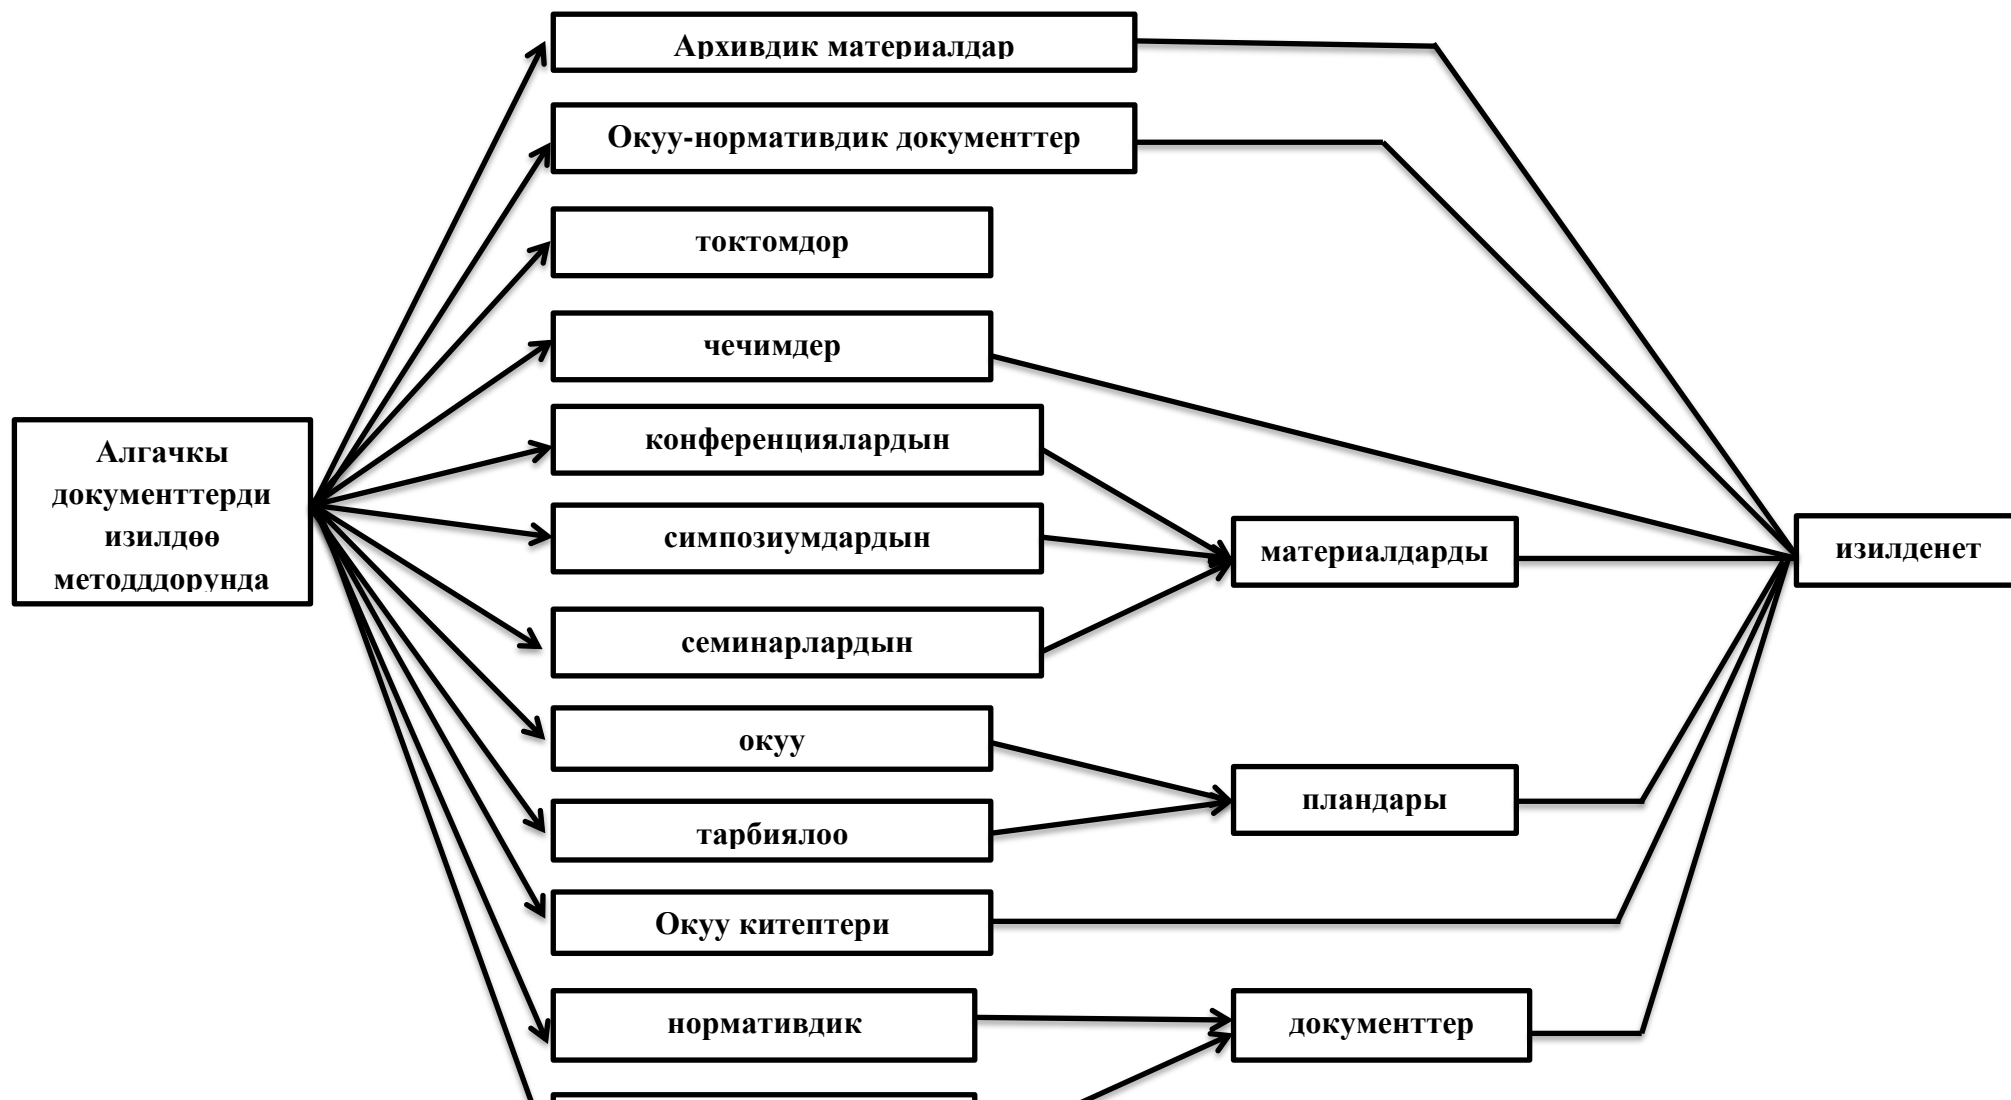 Архивдик материалдар
Окуу-нормативдик документтер
токтомдор
чечимдер
Алгачкы
документтерди
изилдөө
методддорунда
конференциялардын
симпозиумдардын
семинарлардын
материалдарды
изилденет
окуу
тарбиялоо
пландары
Окуу китептери
нормативдик
документтер